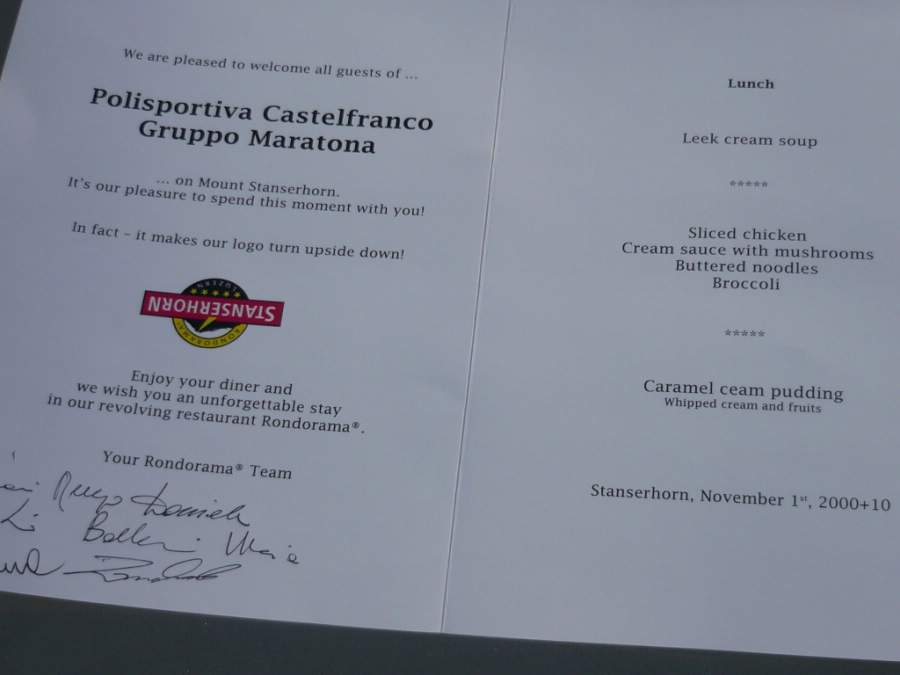 We are pleased to welcome all guests of ...
Polisportiva Castelfranco
Gruppo Maratona
... on Mount Stanserhorn.
It's our pleasure to spend this moment with you!
In fact – it makes our logo turn upside down!
LUZERN
STANSERHORN
RONDORAMA
Enjoy your diner and
we wish you an unforgettable stay
in our revolving restaurant Rondorama®.
Your Rondorama® Team
Lunch
Leek cream soup
*****
Sliced chicken
Cream sauce with mushrooms
Buttered noodles
Broccoli
*****
Caramel ceam pudding
Whipped cream and fruits
Stanserhorn, November 1st, 2000+10